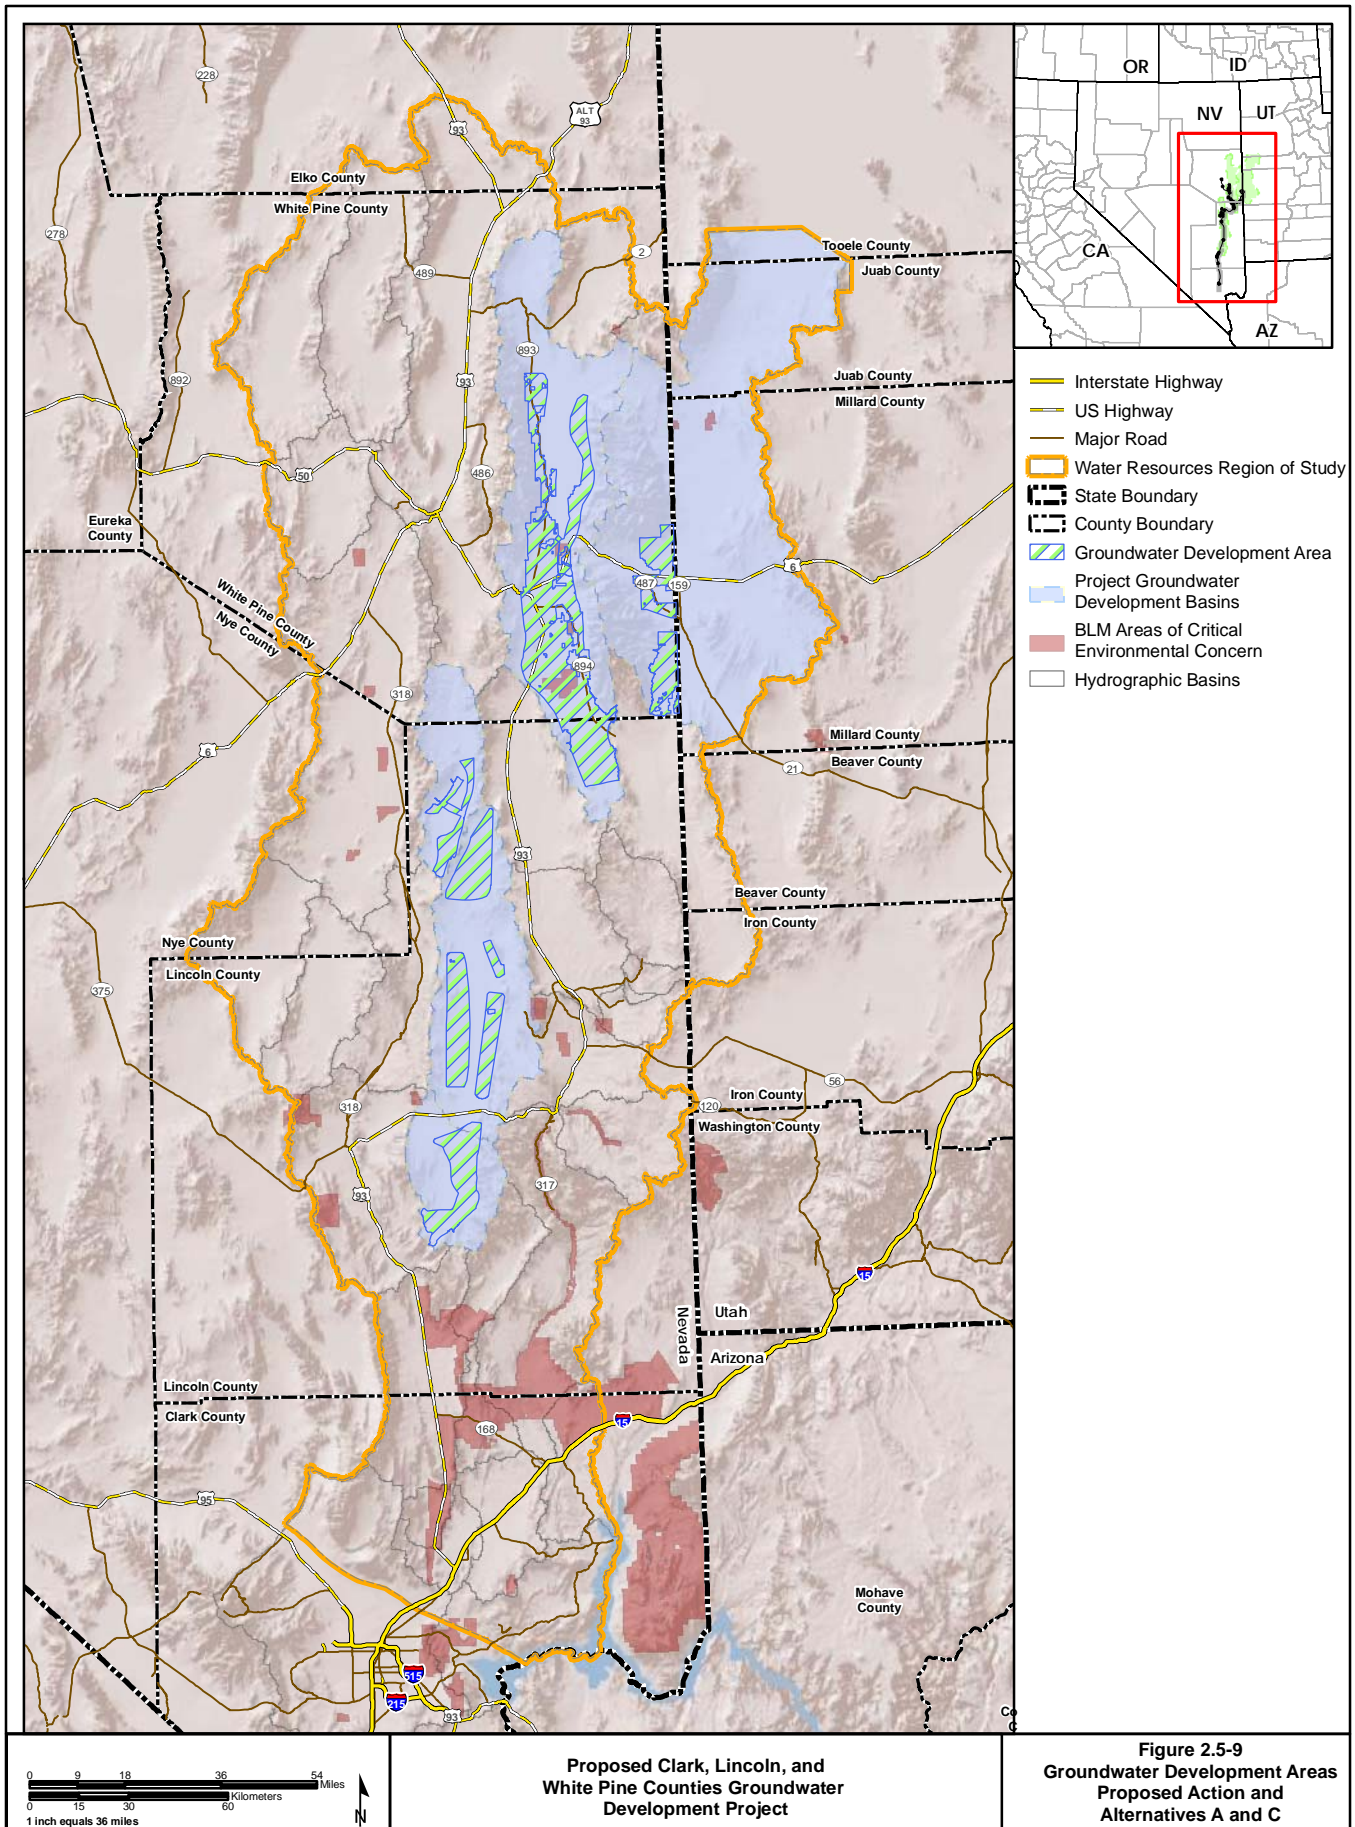 228
93
ALT
93
Elko County
White Pine County
278
489
2
Tooele County
Juab County
893
892
93
Juab County
Millard County
50
486
Eureka
County
6
487
159
White Pine County
Nye County
894
318
6
Millard County
Beaver County
21
93
Beaver County
Iron County
Nye County
Lincoln County
375
56
318
120
Iron County
Washington County
93
317
15
Nevada
Utah
Arizona
Lincoln County
Clark County
15
168
95
Mohave
County
515
215
93
Co
C
OR
ID
NV
UT
CA
AZ
Interstate Highway
US Highway
Major Road
Water Resources Region of Study
State Boundary
County Boundary
Groundwater Development Area
Project Groundwater
Development Basins
BLM Areas of Critical
Environmental Concern
Hydrographic Basins
0 9 18 36 54
Miles
Kilometers
0 15 30 60
1 inch equals 36 miles
N
Proposed Clark, Lincoln, and
White Pine Counties Groundwater
Development Project
Figure 2.5-9
Groundwater Development Areas
Proposed Action and
Alternatives A and C